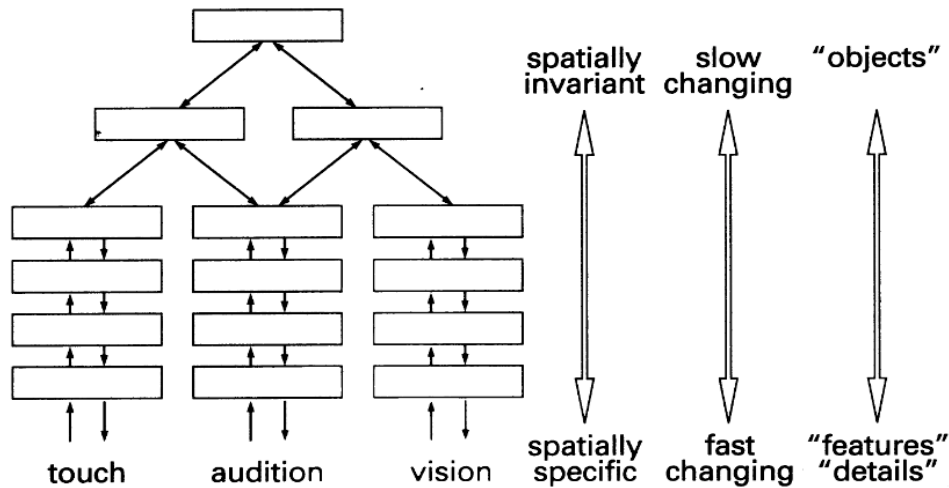 spatially
invariant
slow
changing
“objects”
touch
audition
vision
spatially
specific
fast
changing
“features”
“details”